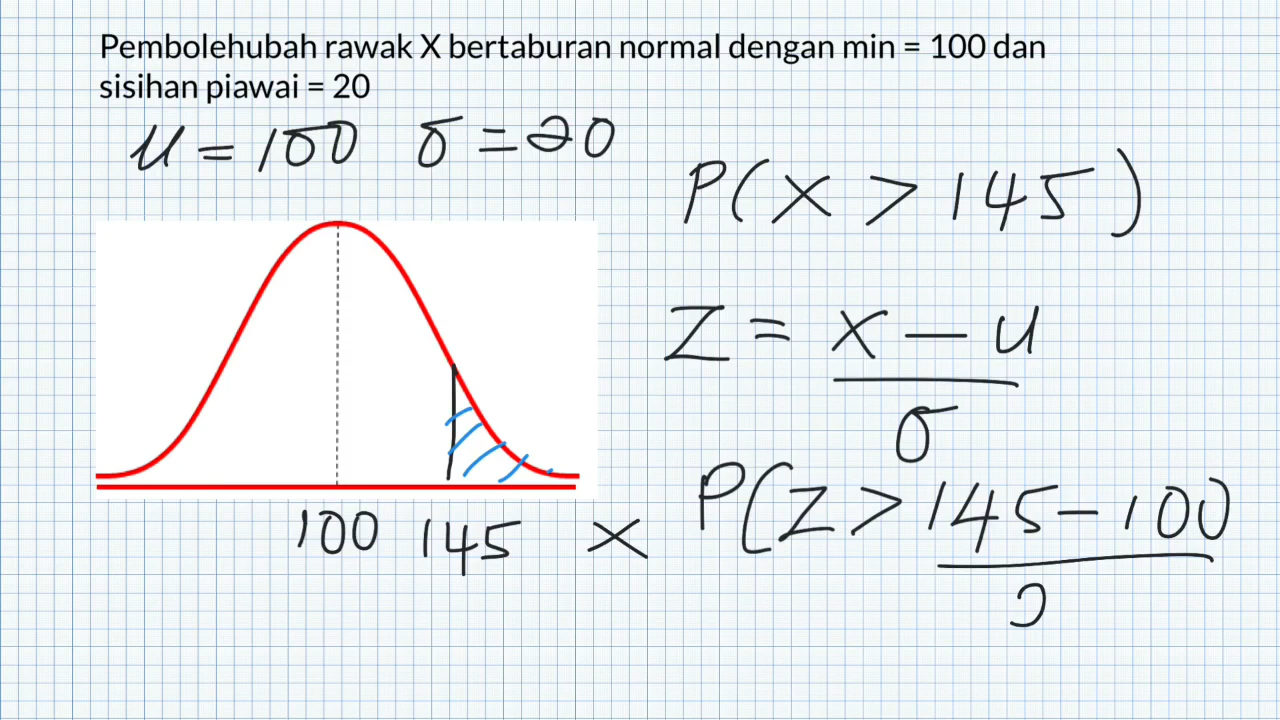 Pembolehubah rawak X bertaburan normal dengan min = 100 dan
sisihan piawai = 20
μ = 100 σ = 20
P(X > 145)
Z = x - μ
σ
P(Z > 145 - 100
100 145 X